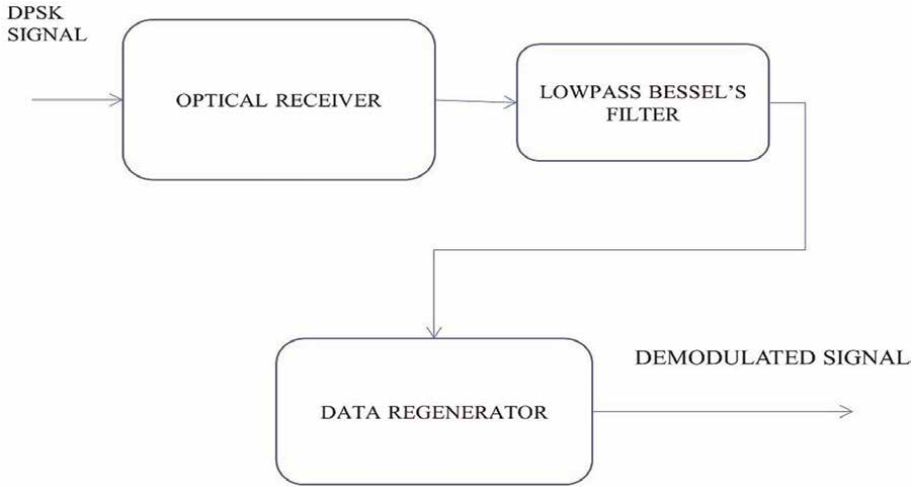 DPSK
SIGNAL
OPTICAL RECEIVER
LOWPASS BESSEL'S
FILTER
DATA REGENERATOR
DEMODULATED SIGNAL